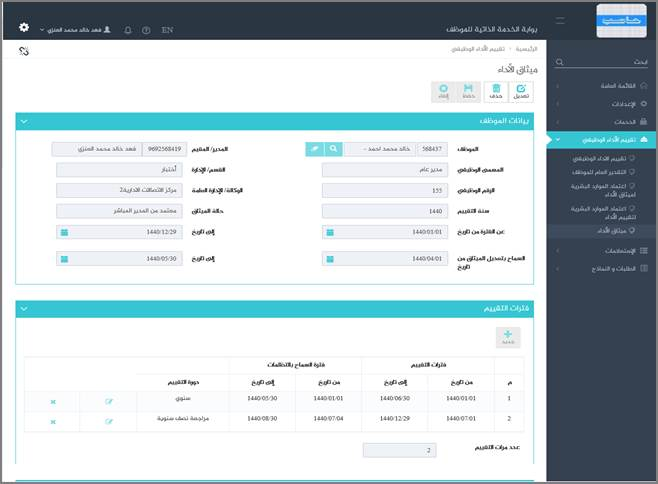 حاسب
بوابة الخدمة الذاتية للموظف
EN
فهد خالد محمد العنزي
ابحث
القائمة العامة
الإعدادات
الخدمات
تقييم الأداء الوظيفي
تقييم الاداء الوظيفي
التقدير العام للموظف
اعتماد الموارد البشرية لميثاق الأداء
اعتماد الموارد البشرية لتقييم الأداء
ميثاق الأداء
الإستعلامات
الطلبات و النماذج
الرئيسية > تقييم الأداء الوظيفي
ميثاق الأداء
تعديل
حذف
حفظ
إلغاء
بيانات الموظف
الموظف 568437 خالد محمد احمد -
المدير/ المقيم 9692568419 فهد خالد محمد العنزي
المسمى الوظيفي مدير عام
القسم/ الإدارة أختبار
الرقم الوظيفي 155
الوكالة/ الإدارة العامة مركز الاتصالات الادارية2
سنة التقييم 1440
حالة الميثاق معتمد من المدير المباشر
عن الفترة من تاريخ 1440/01/01
إلى تاريخ 1440/12/29
السماح بتعديل الميثاق من تاريخ 1440/04/01
إلى تاريخ 1440/05/30
فترات التقييم
جديد
فترات التقييم فترة السماح بالتظلمات
م من تاريخ إلى تاريخ من تاريخ إلى تاريخ دورة التقييم
1 1440/01/01 1440/06/30 1440/01/01 1440/05/30 سنوي
2 1440/07/01 1440/12/29 1440/07/04 1440/08/30 مراجعة نصف سنوية
عدد مرات التقييم 2